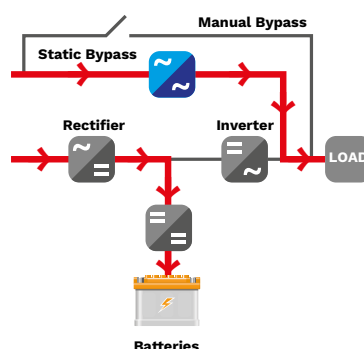 Manual Bypass
Static Bypass
Rectifier
Inverter
LOAD
Batteries